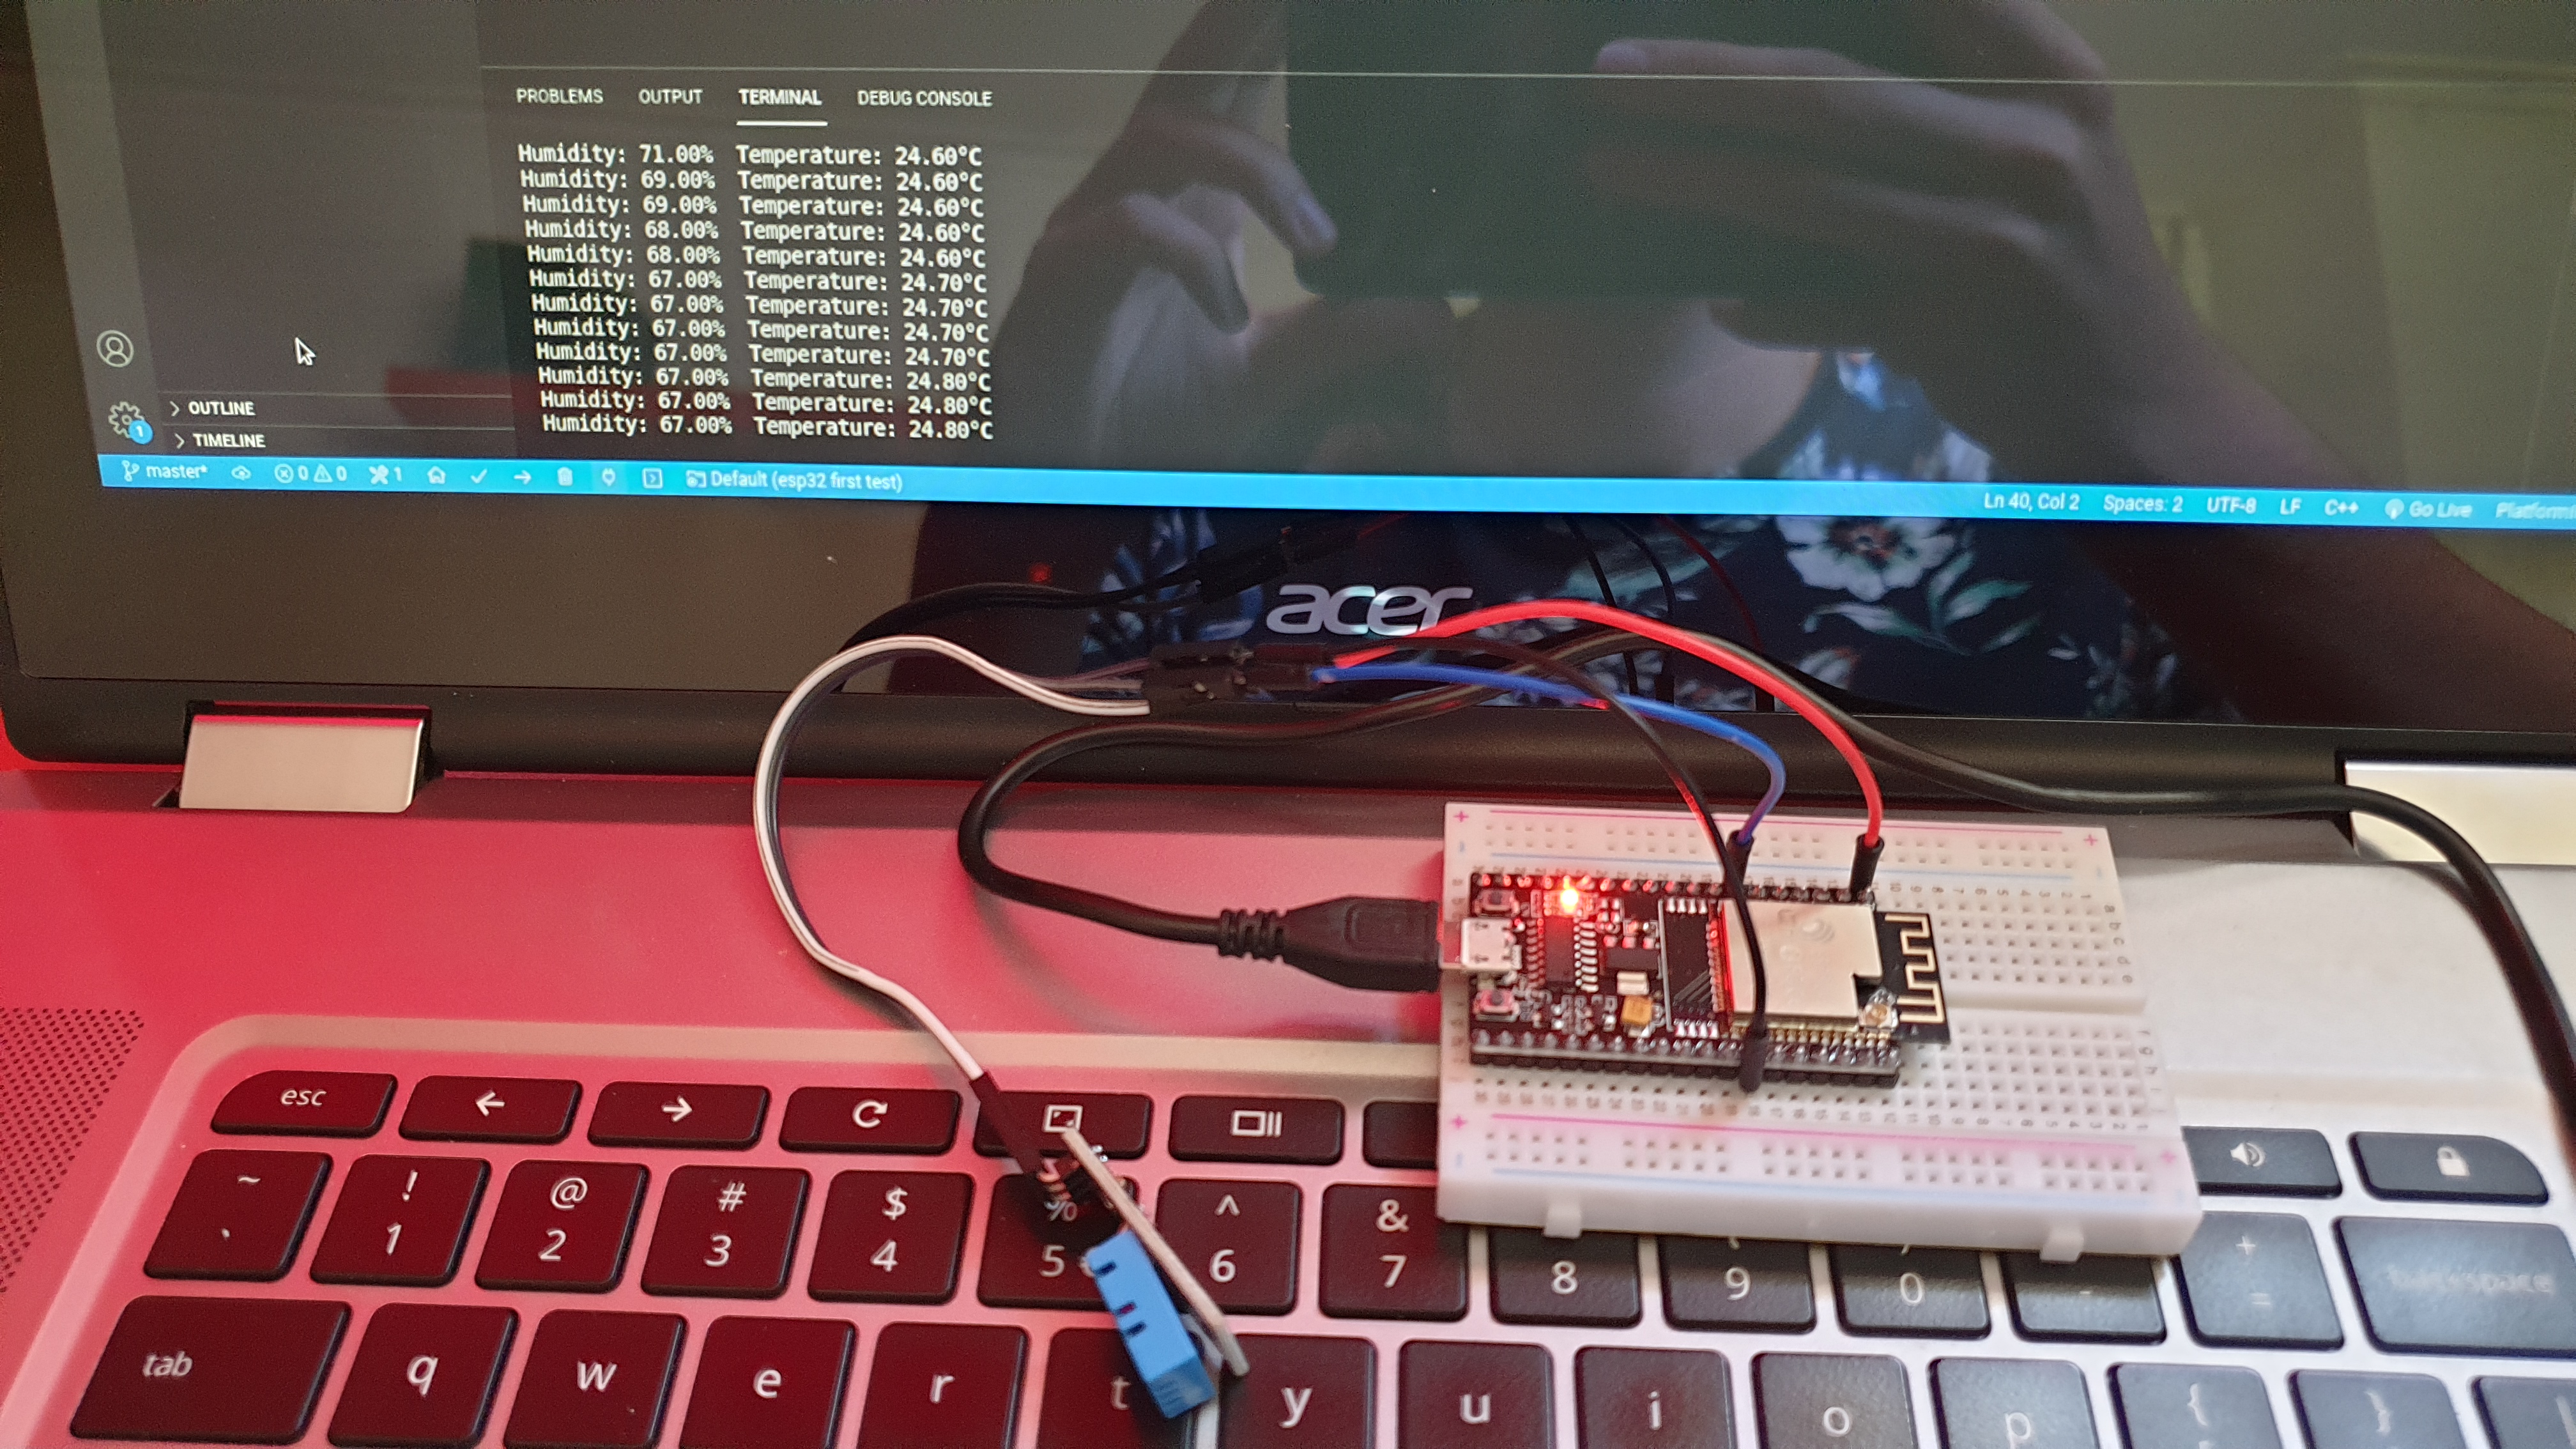 PROBLEMS OUTPUT TERMINAL DEBUG CONSOLE
Humidity: 71.00% Temperature: 24.60°C
Humidity: 69.00% Temperature: 24.60°C
Humidity: 69.00% Temperature: 24.60°C
Humidity: 68.00% Temperature: 24.60°C
Humidity: 68.00% Temperature: 24.60°C
Humidity: 67.00% Temperature: 24.70°C
Humidity: 67.00% Temperature: 24.70°C
Humidity: 67.00% Temperature: 24.70°C
Humidity: 67.00% Temperature: 24.70°C
Humidity: 67.00% Temperature: 24.80°C
Humidity: 67.00% Temperature: 24.80°C
Humidity: 67.00% Temperature: 24.80°C
OUTLINE
TIMELINE
1
master* 0 0 1 Default (esp32 first test) Ln 40, Col 2 Spaces: 2 UTF-8 LF C++ Go Live
acer
esc
~ ! @ # $ % ^ &
` 1 2 3 4 5 6 7 8 9 0 - + =
backspace
tab q w e r t y u i o p { }